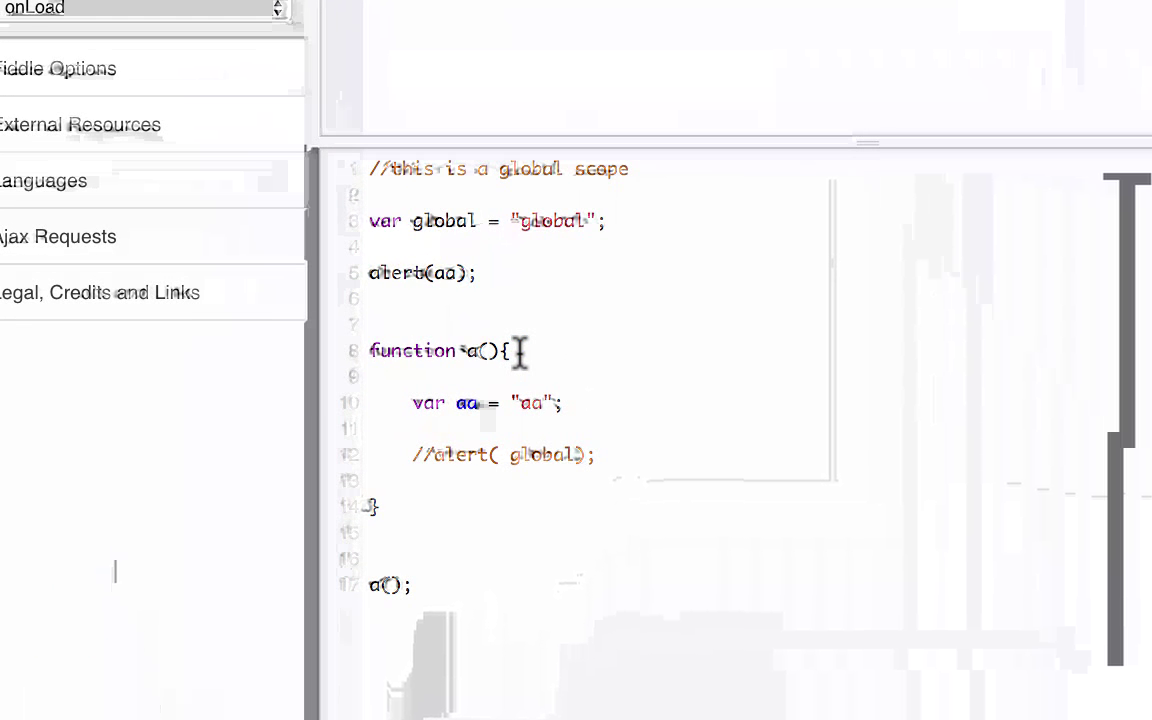 onLoad
Fiddle Options
External Resources
Languages
Ajax Requests
Legal, Credits and Links
1 //this is a global scope
2
3 var global = "global";
4
5 alert(aa);
6
7
8 function a(){
9
10 var aa = "aa";
11
12 //alert( global);
13
14 }
15
16
17 a();